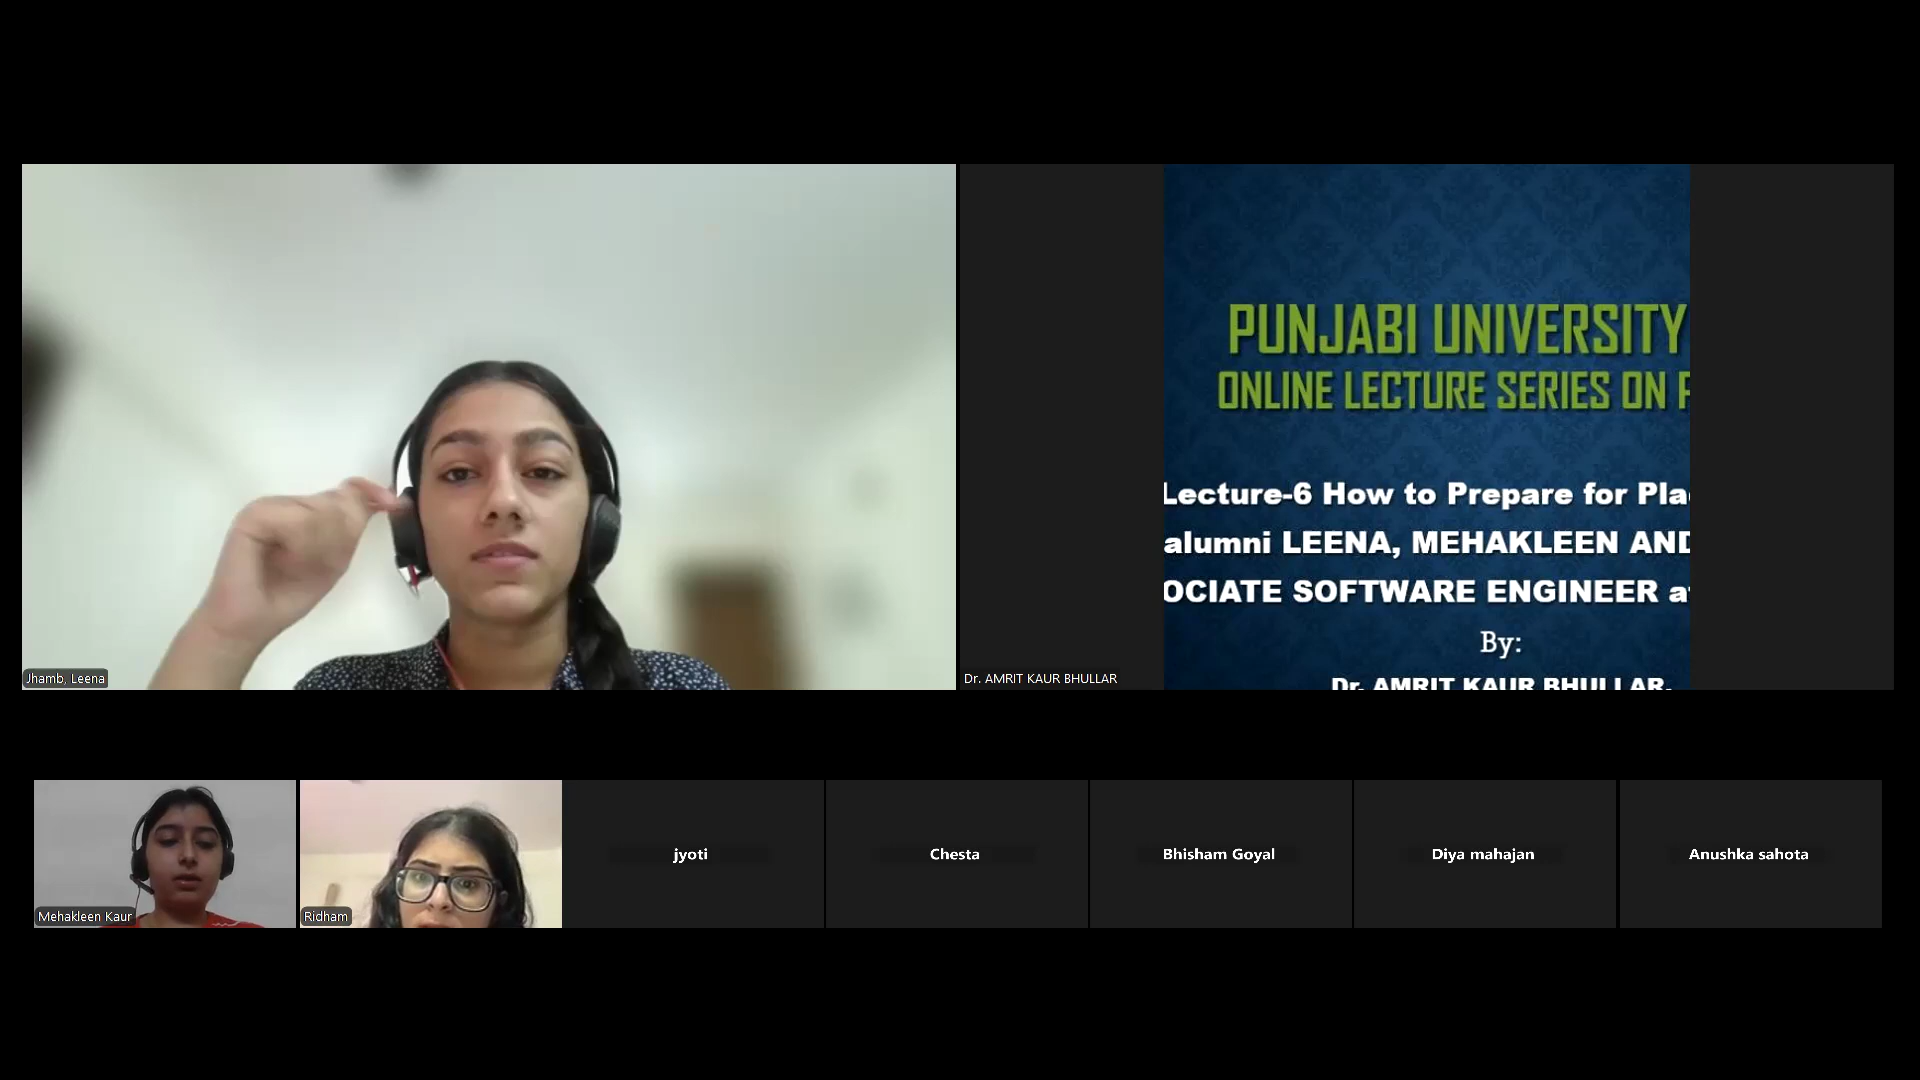 PUNJABI UNIVERSITY
ONLINE LECTURE SERIES ON
Lecture-6 How to Prepare for Pla
alumni LEENA, MEHAKLEEN AND
OCIATE SOFTWARE ENGINEER a
By:
Dr. AMRIT KAUR BHULLAR,
Jhamb, Leena
Dr. AMRIT KAUR BHULLAR
Mehakleen Kaur
Ridham
jyoti
Chesta
Bhisham Goyal
Diya mahajan
Anushka sahota